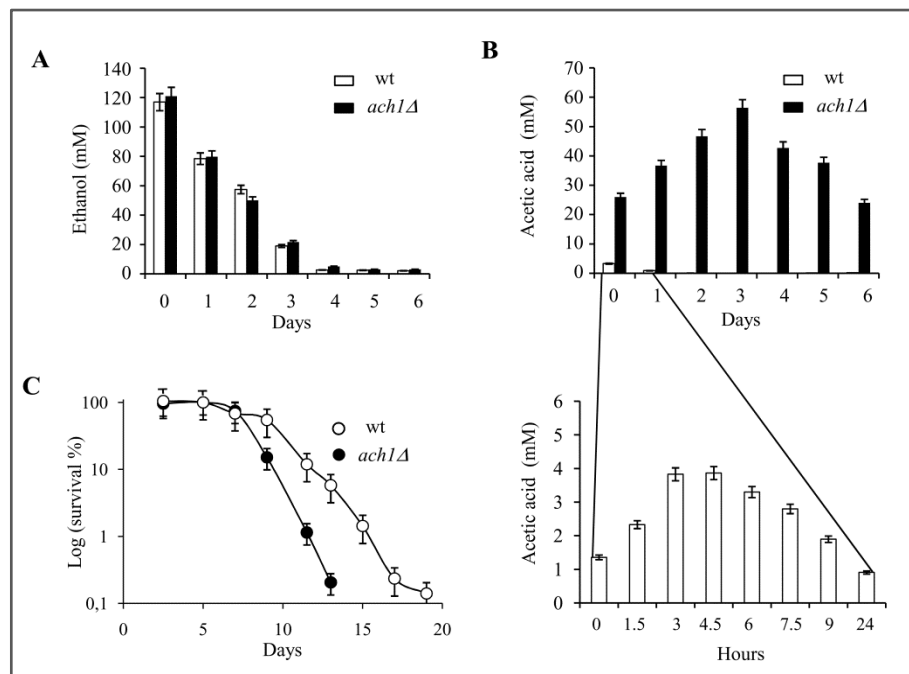 A
Ethanol (mM)
140
120
100
80
60
40
20
0
wt
ach1Δ
0 1 2 3 4 5 6
Days
B
Acetic acid (mM)
70
60
50
40
30
20
10
0
wt
ach1Δ
0 1 2 3 4 5 6
Days
C
Log (survival %)
100
10
1
0,1
wt
ach1Δ
0 5 10 15 20
Days
Acetic acid (mM)
6
5
4
3
2
1
0
0 1.5 3 4.5 6 7.5 9 24
Hours